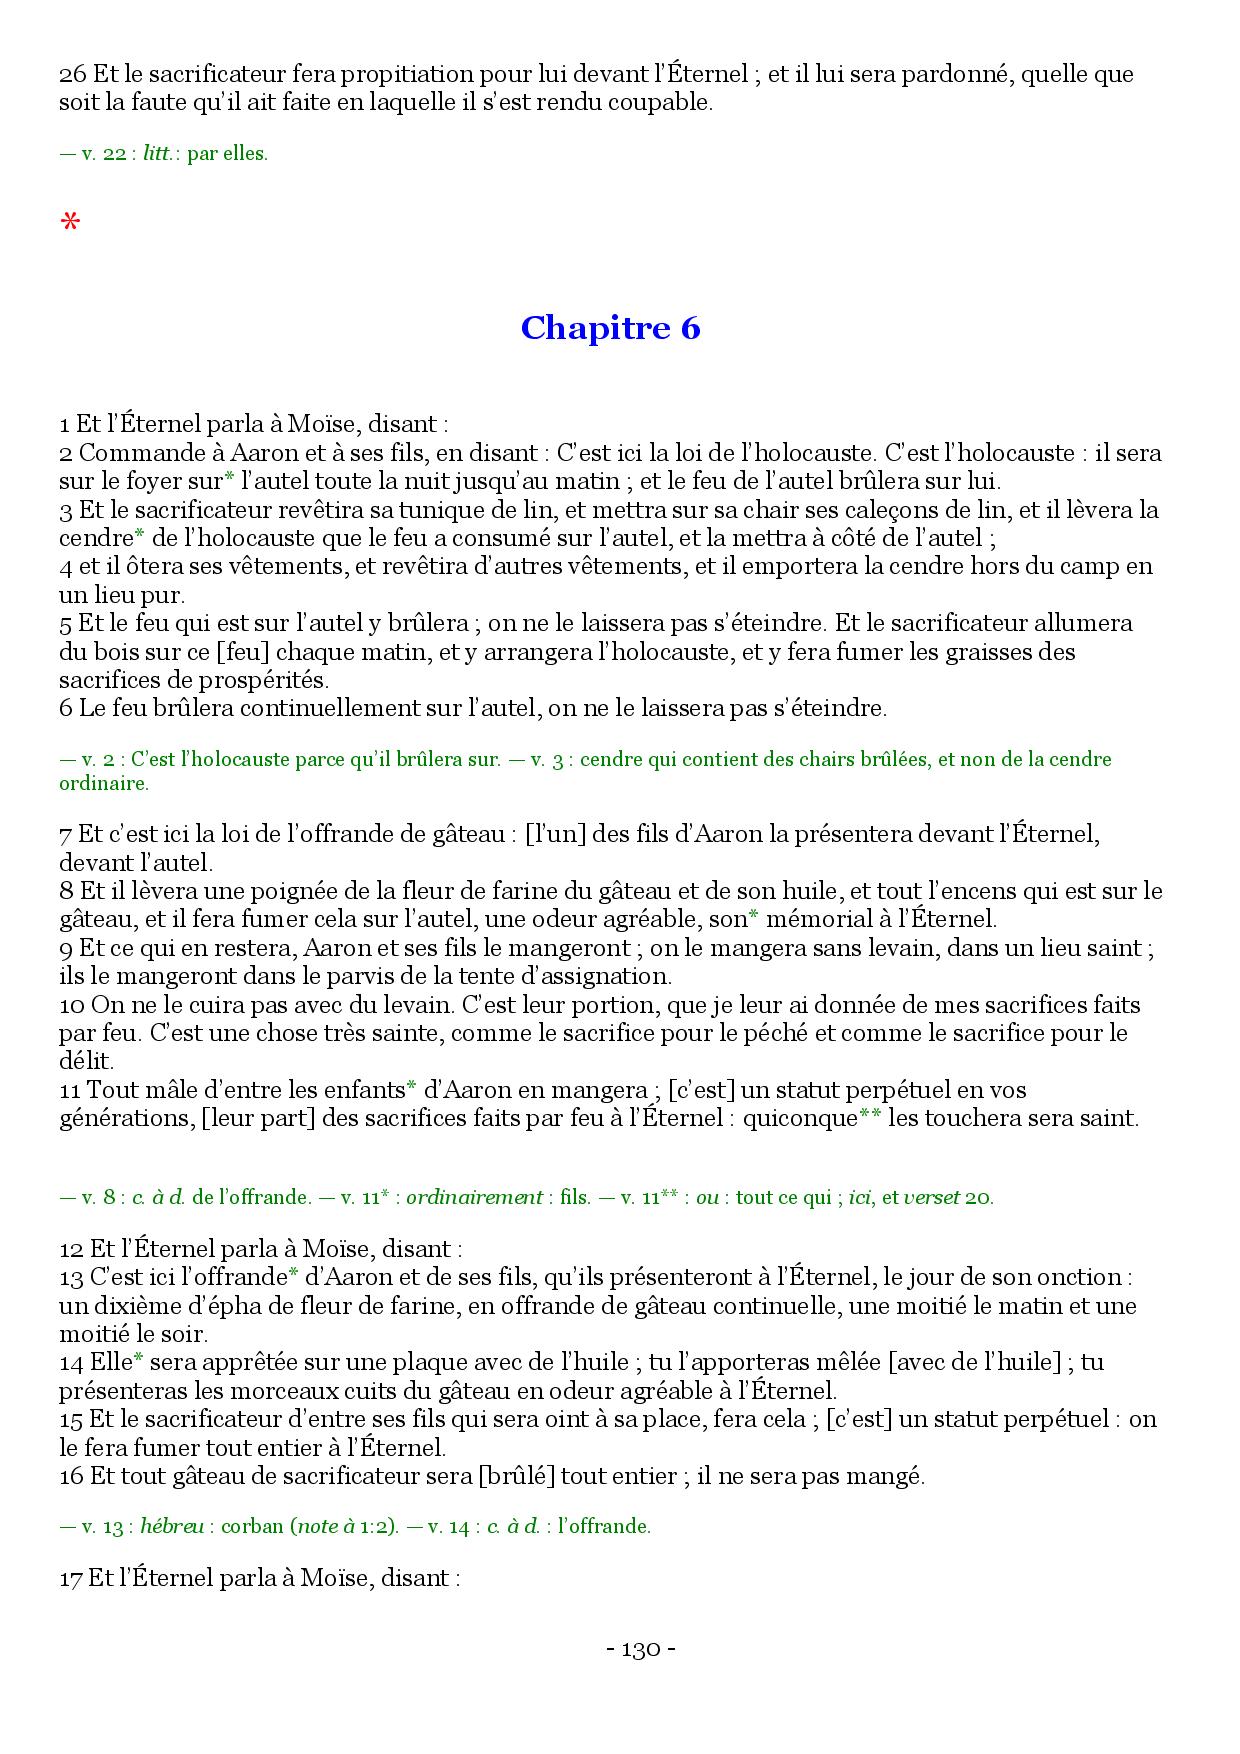 26 Et le sacrificateur fera propitiation pour lui devant l’Éternel ; et il lui sera pardonné, quelle que
soit la faute qu’il ait faite en laquelle il s’est rendu coupable.
— v. 22 : litt.: par elles.
*
Chapitre 6
1 Et l’Éternel parla à Moïse, disant :
2 Commande à Aaron et à ses fils, en disant : C’est ici la loi de l’holocauste. C’est l’holocauste : il sera
sur le foyer sur* l’autel toute la nuit jusqu’au matin ; et le feu de l’autel brûlera sur lui.
3 Et le sacrificateur revêtira sa tunique de lin, et mettra sur sa chair ses caleçons de lin, et il lèvera la
cendre* de l’holocauste que le feu a consumé sur l’autel, et la mettra à côté de l’autel ;
4 et il ôtera ses vêtements, et revêtira d’autres vêtements, et il emportera la cendre hors du camp en
un lieu pur.
5 Et le feu qui est sur l’autel y brûlera ; on ne le laissera pas s’éteindre. Et le sacrificateur allumera
du bois sur ce [feu] chaque matin, et y arrangera l’holocauste, et y fera fumer les graisses des
sacrifices de prospérités.
6 Le feu brûlera continuellement sur l’autel, on ne le laissera pas s’éteindre.
— v. 2 : C’est l’holocauste parce qu’il brûlera sur. — v. 3 : cendre qui contient des chairs brûlées, et non de la cendre
ordinaire.
7 Et c’est ici la loi de l’offrande de gâteau : [l’un] des fils d’Aaron la présentera devant l’Éternel,
devant l’autel.
8 Et il lèvera une poignée de la fleur de farine du gâteau et de son huile, et tout l’encens qui est sur le
gâteau, et il fera fumer cela sur l’autel, une odeur agréable, son* mémorial à l’Éternel.
9 Et ce qui en restera, Aaron et ses fils le mangeront ; on le mangera sans levain, dans un lieu saint ;
ils le mangeront dans le parvis de la tente d’assignation.
10 On ne le cuira pas avec du levain. C’est leur portion, que je leur ai donnée de mes sacrifices faits
par feu. C’est une chose très sainte, comme le sacrifice pour le péché et comme le sacrifice pour le
délit.
11 Tout mâle d’entre les enfants* d’Aaron en mangera ; [c’est] un statut perpétuel en vos
générations, [leur part] des sacrifices faits par feu à l’Éternel : quiconque** les touchera sera saint.
— v. 8 : c. à d. de l’offrande. — v. 11* : ordinairement : fils. — v. 11** : ou : tout ce qui ; ici, et verset 20.
12 Et l’Éternel parla à Moïse, disant :
13 C’est ici l’offrande* d’Aaron et de ses fils, qu’ils présenteront à l’Éternel, le jour de son onction :
un dixième d’épha de fleur de farine, en offrande de gâteau continuelle, une moitié le matin et une
moitié le soir.
14 Elle* sera apprêtée sur une plaque avec de l’huile ; tu l’apporteras mêlée [avec de l’huile] ; tu
présenteras les morceaux cuits du gâteau en odeur agréable à l’Éternel.
15 Et le sacrificateur d’entre ses fils qui sera oint à sa place, fera cela ; [c’est] un statut perpétuel : on
le fera fumer tout entier à l’Éternel.
16 Et tout gâteau de sacrificateur sera [brûlé] tout entier ; il ne sera pas mangé.
— v. 13 : hébreu : corban (note à 1:2). — v. 14 : c. à d. : l’offrande.
17 Et l’Éternel parla à Moïse, disant :
- 130 -